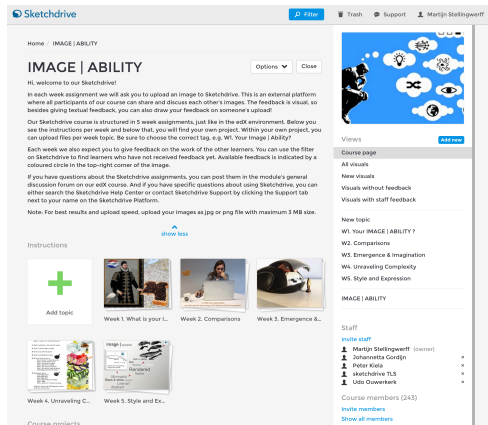 Sketchdrive
Filter
Trash
Support
Martijn Stellingwerff
Home / IMAGE | ABILITY
IMAGE | ABILITY
Options
Close
Hi, welcome to our Sketchdrive!
In each week assignment we will ask you to upload an image to Sketchdrive. This is an external platform
where all participants of our course can share and discuss each other's images. The feedback is visual, so
besides giving textual feedback, you can also draw your feedback on someone's upload!
Our Sketchdrive course is structured in 5 week assignments, just like in the edX environment. Below you
see the instructions per week and below that, you will find your own project. Within your own project, you
can upload files per week topic. Be sure to choose the correct tag, e.g. W1. Your Image | Ability?
Each week we also expect you to give feedback on the work of the other learners. You can use the filter
on Sketchdrive to find learners who have not received feedback yet. Available feedback is indicated by a
coloured circle in the top-right corner of the image.
If you have questions about the Sketchdrive assignments, you can post them in the module's general
discussion forum on our edX course. And if you have specific questions about using Sketchdrive, you can
either search the Sketchdrive Help Center or contact Sketchdrive Support by clicking the Support tab
next to your name on the Sketchdrive Platform.
Note: For best results and upload speed, upload your images as jpg or png file with maximum 3 MB size.
show less
Instructions
Add topic
Week 1. What is your I...
Week 2. Comparisons
Week 3. Emergence &...
Image |
Rendered
Literal
Abstract
Week 4. Unraveling C...
Week 5. Style and Ex...
Course projects
Views
Add new
Course page
All visuals
New visuals
Visuals without feedback
Visuals with staff feedback
New topic
W1. Your IMAGE | ABILITY ?
W2. Comparisons
W3. Emergence & Imagination
W4. Unraveling Complexity
W5. Style and Expression
IMAGE | ABILITY
Staff
Invite staff
Martijn Stellingwerff (owner)
Johannetta Gordijn ×
Peter Kiela ×
sketchdrive TLS ×
Udo Ouwerkerk ×
Course members (243)
Invite members
Show all members